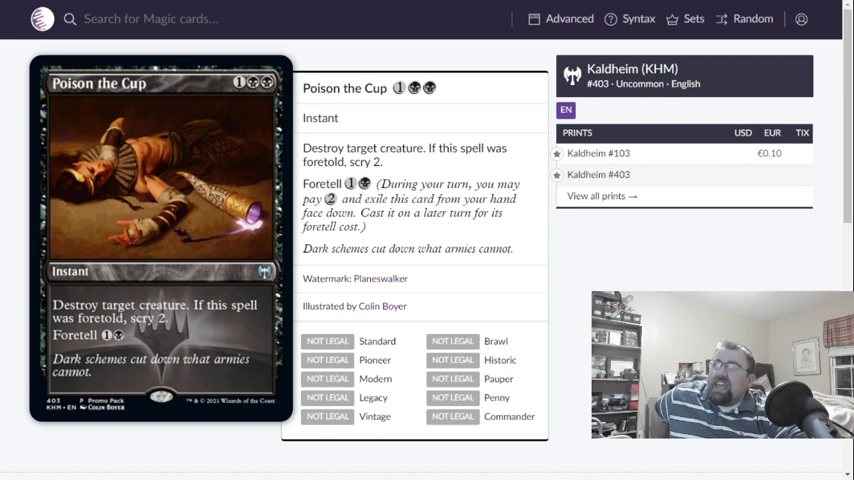 Search for Magic cards…
Advanced
Syntax
Sets
Random
Poison the Cup 1
Instant
Destroy target creature. If this spell
was foretold, scry 2.
Foretell 1
Dark schemes cut down what armies
cannot.
403 P Promo Pack
KHM • EN Colin Boyer
™ & © 2021 Wizards of the Coast
Poison the Cup 1
Instant
Destroy target creature. If this spell was
foretold, scry 2.
Foretell 1 (During your turn, you may
pay 2 and exile this card from your hand
face down. Cast it on a later turn for its
foretell cost.)
Dark schemes cut down what armies cannot.
Watermark: Planeswalker
Illustrated by Colin Boyer
NOT LEGAL Standard NOT LEGAL Brawl
NOT LEGAL Pioneer NOT LEGAL Historic
NOT LEGAL Modern NOT LEGAL Pauper
NOT LEGAL Legacy NOT LEGAL Penny
NOT LEGAL Vintage NOT LEGAL Commander
Kaldheim (KHM)
#403 • Uncommon • English
EN
PRINTS USD EUR TIX
Kaldheim #103 €0.10
Kaldheim #403
View all prints →